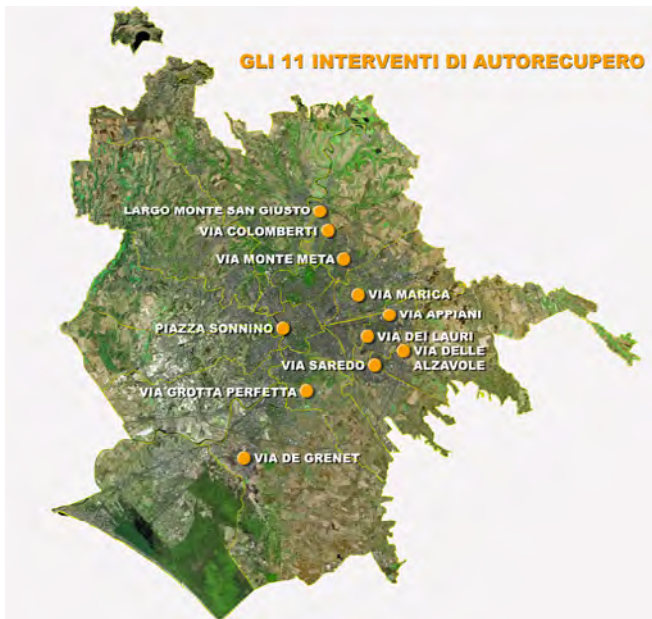 GLI 11 INTERVENTI DI AUTORECUPERO
LARGO MONTE SAN GIUSTO
VIA COLOMBERTI
VIA MONTE META
VIA MARICA
VIA APPIANI
PIAZZA SONNINO
VIA DEI LAURI
VIA DELLE
ALZAVOLE
VIA SAREDO
VIA GROTTA PERFETTA
VIA DE GRENET